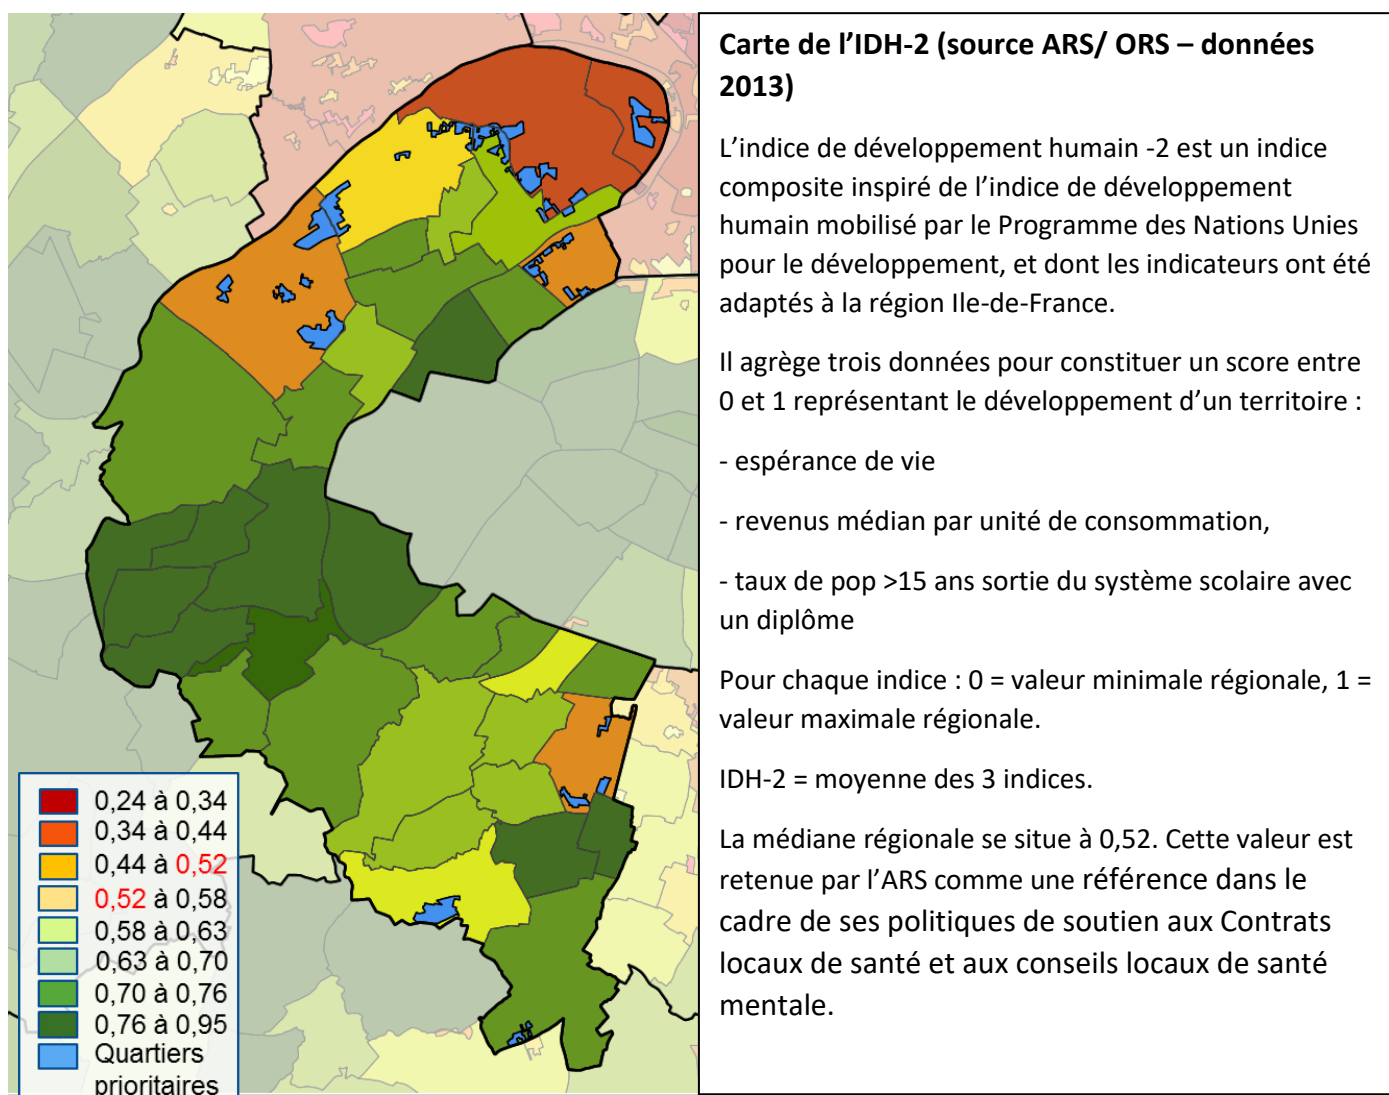 Carte de l’IDH-2 (source ARS/ ORS – données
2013)
L’indice de développement humain -2 est un indice
composite inspiré de l’indice de développement
humain mobilisé par le Programme des Nations Unies
pour le développement, et dont les indicateurs ont été
adaptés à la région Ile-de-France.
Il agrège trois données pour constituer un score entre
0 et 1 représentant le développement d’un territoire :
- espérance de vie
- revenus médian par unité de consommation,
- taux de pop >15 ans sortie du système scolaire avec
un diplôme
Pour chaque indice : 0 = valeur minimale régionale, 1 =
valeur maximale régionale.
IDH-2 = moyenne des 3 indices.
La médiane régionale se situe à 0,52. Cette valeur est
retenue par l’ARS comme une référence dans le
cadre de ses politiques de soutien aux Contrats
locaux de santé et aux conseils locaux de santé
mentale.
0,24 à 0,34
0,34 à 0,44
0,44 à 0,52
0,52 à 0,58
0,58 à 0,63
0,63 à 0,70
0,70 à 0,76
0,76 à 0,95
Quartiers
prioritaires